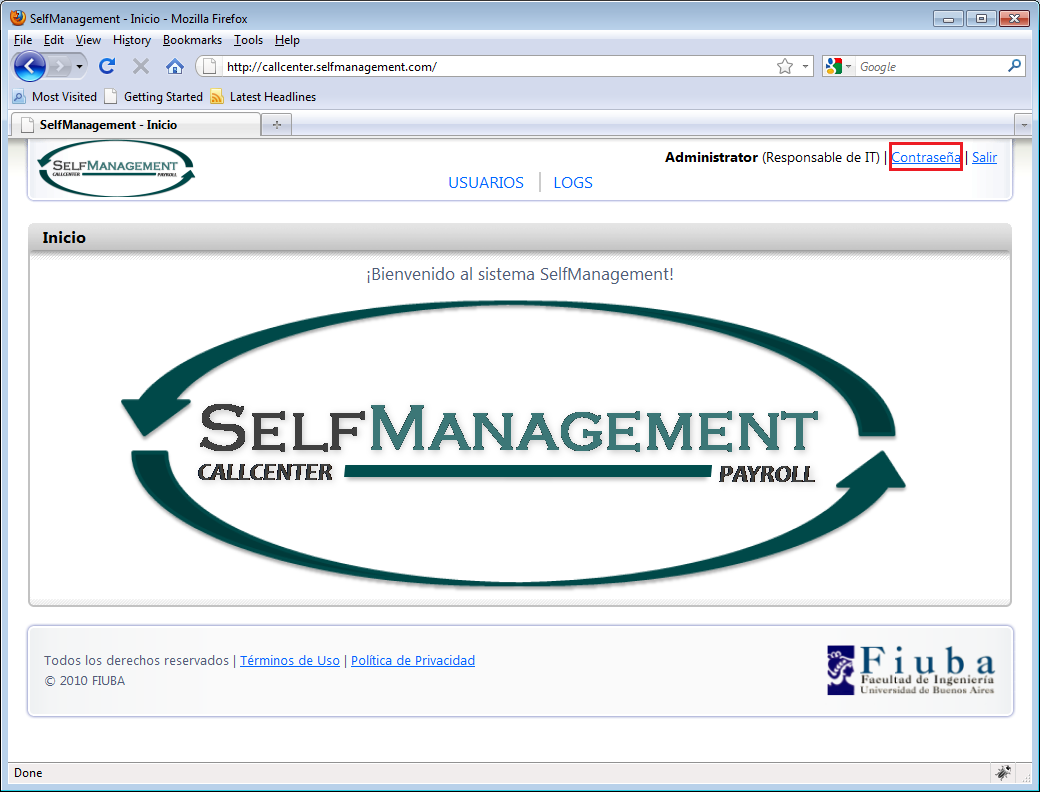 SelfManagement - Inicio - Mozilla Firefox
File Edit View History Bookmarks Tools Help
http://callcenter.selfmanagement.com/
Google
Most Visited Getting Started Latest Headlines
SelfManagement - Inicio
SELFMANAGEMENT
CALLCENTER PAYROLL
Administrator (Responsable de IT) | Contraseña | Salir
USUARIOS LOGS
Inicio
¡Bienvenido al sistema SelfManagement!
SELFMANAGEMENT
CALLCENTER PAYROLL
Todos los derechos reservados | Términos de Uso | Política de Privacidad
© 2010 FIUBA
Fiuba
Facultad de Ingeniería
Universidad de Buenos Aires
Done